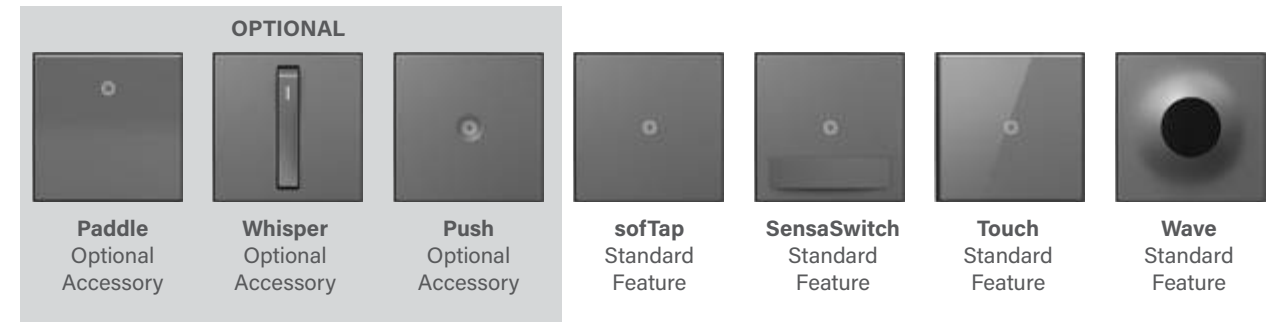 OPTIONAL
Paddle
Optional
Accessory
Whisper
Optional
Accessory
Push
Optional
Accessory
sofTap
Standard
Feature
SensaSwitch
Standard
Feature
Touch
Standard
Feature
Wave
Standard
Feature